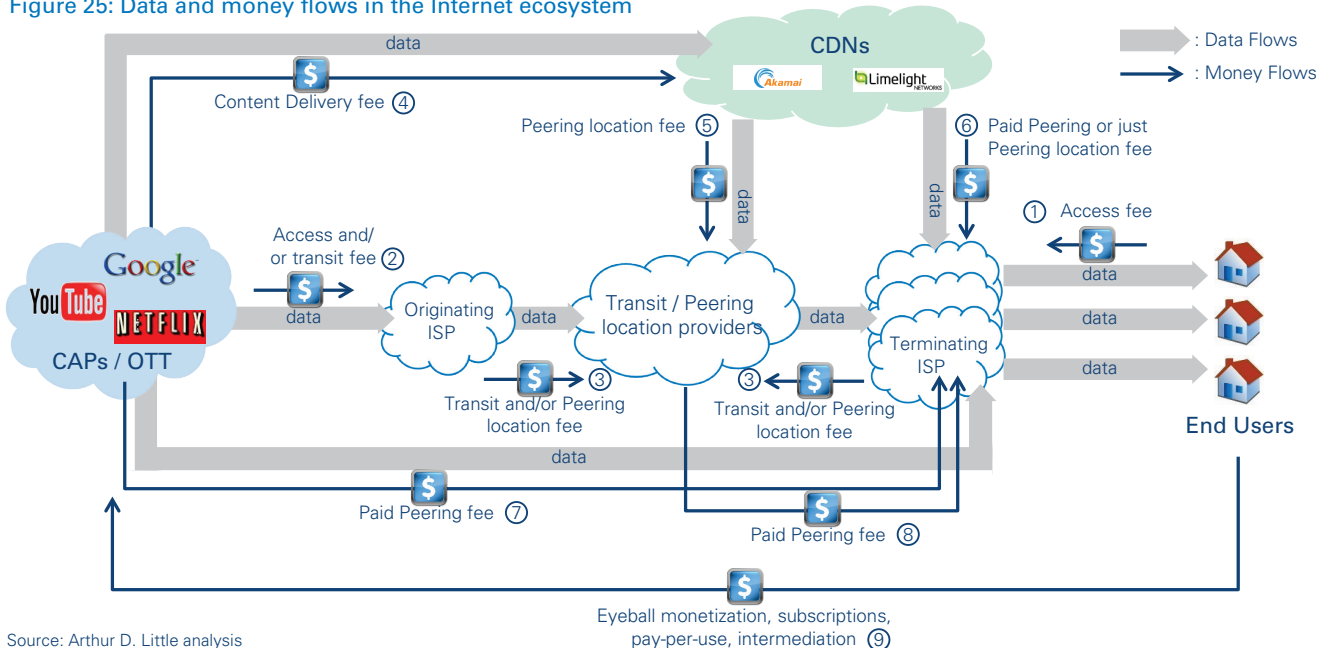 Figure 25: Data and money flows in the Internet ecosystem
data
CDNs
Akamai
Limelight
NETWORKS
: Data Flows
: Money Flows
$
Content Delivery fee ④
Peering location fee ⑤
⑥ Paid Peering or just
Peering location fee
$
data
data
$
① Access fee
$
Access and/
or transit fee ②
$
Google
YouTube
NETFLIX
CAPs / OTT
data
Originating
ISP
data
Transit / Peering
location providers
data
Terminating
ISP
data
data
data
End Users
$
③
Transit and/or Peering
location fee
③
$
Transit and/or Peering
location fee
data
$
Paid Peering fee ⑦
$
Paid Peering fee ⑧
$
Eyeball monetization, subscriptions,
pay-per-use, intermediation ⑨
Source: Arthur D. Little analysis